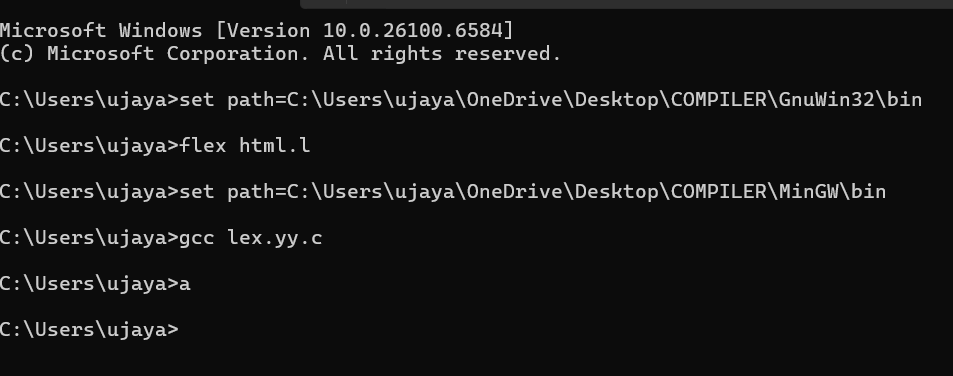 Microsoft Windows [Version 10.0.26100.6584]
(c) Microsoft Corporation. All rights reserved.
C:\Users\ujaya>set path=C:\Users\ujaya\OneDrive\Desktop\COMPILER\GnuWin32\bin
C:\Users\ujaya>flex html.l
C:\Users\ujaya>set path=C:\Users\ujaya\OneDrive\Desktop\COMPILER\MinGW\bin
C:\Users\ujaya>gcc lex.yy.c
C:\Users\ujaya>a
C:\Users\ujaya>